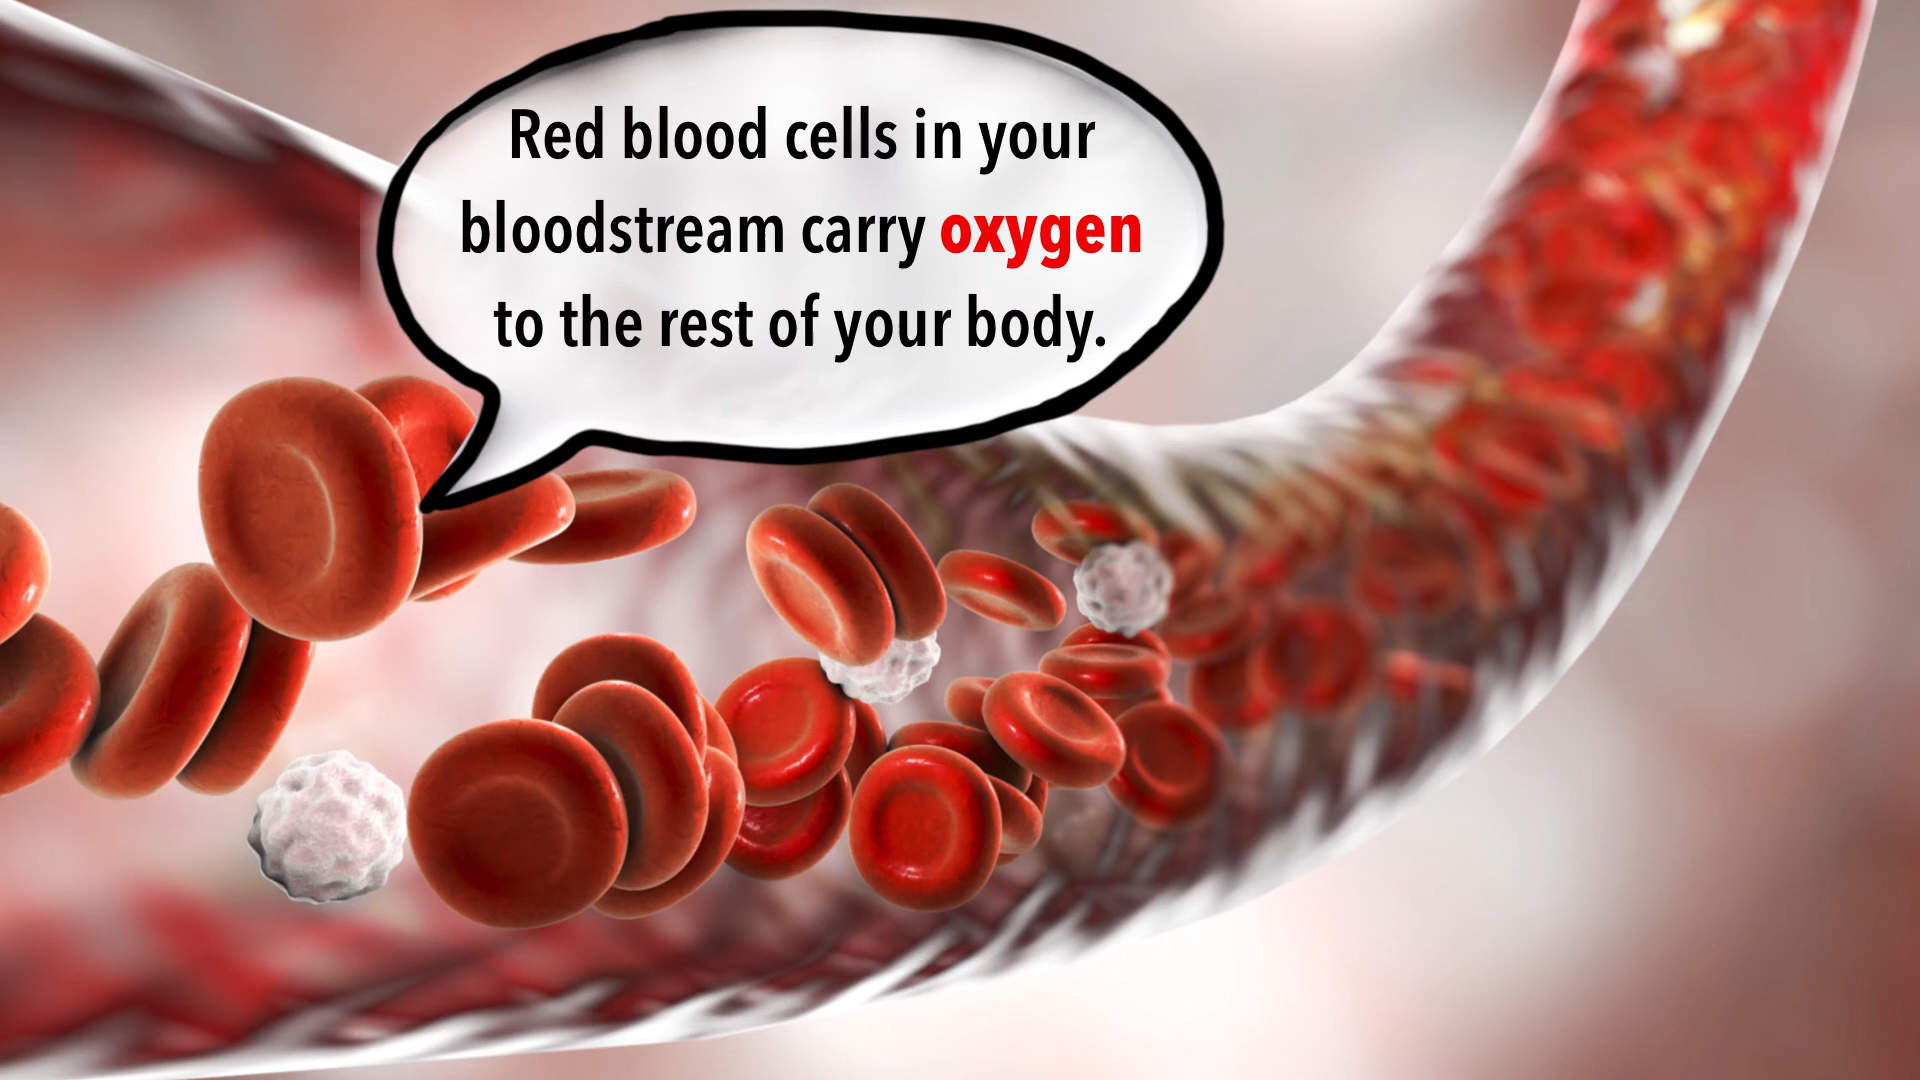 Red blood cells in your
bloodstream carry oxygen
to the rest of your body.